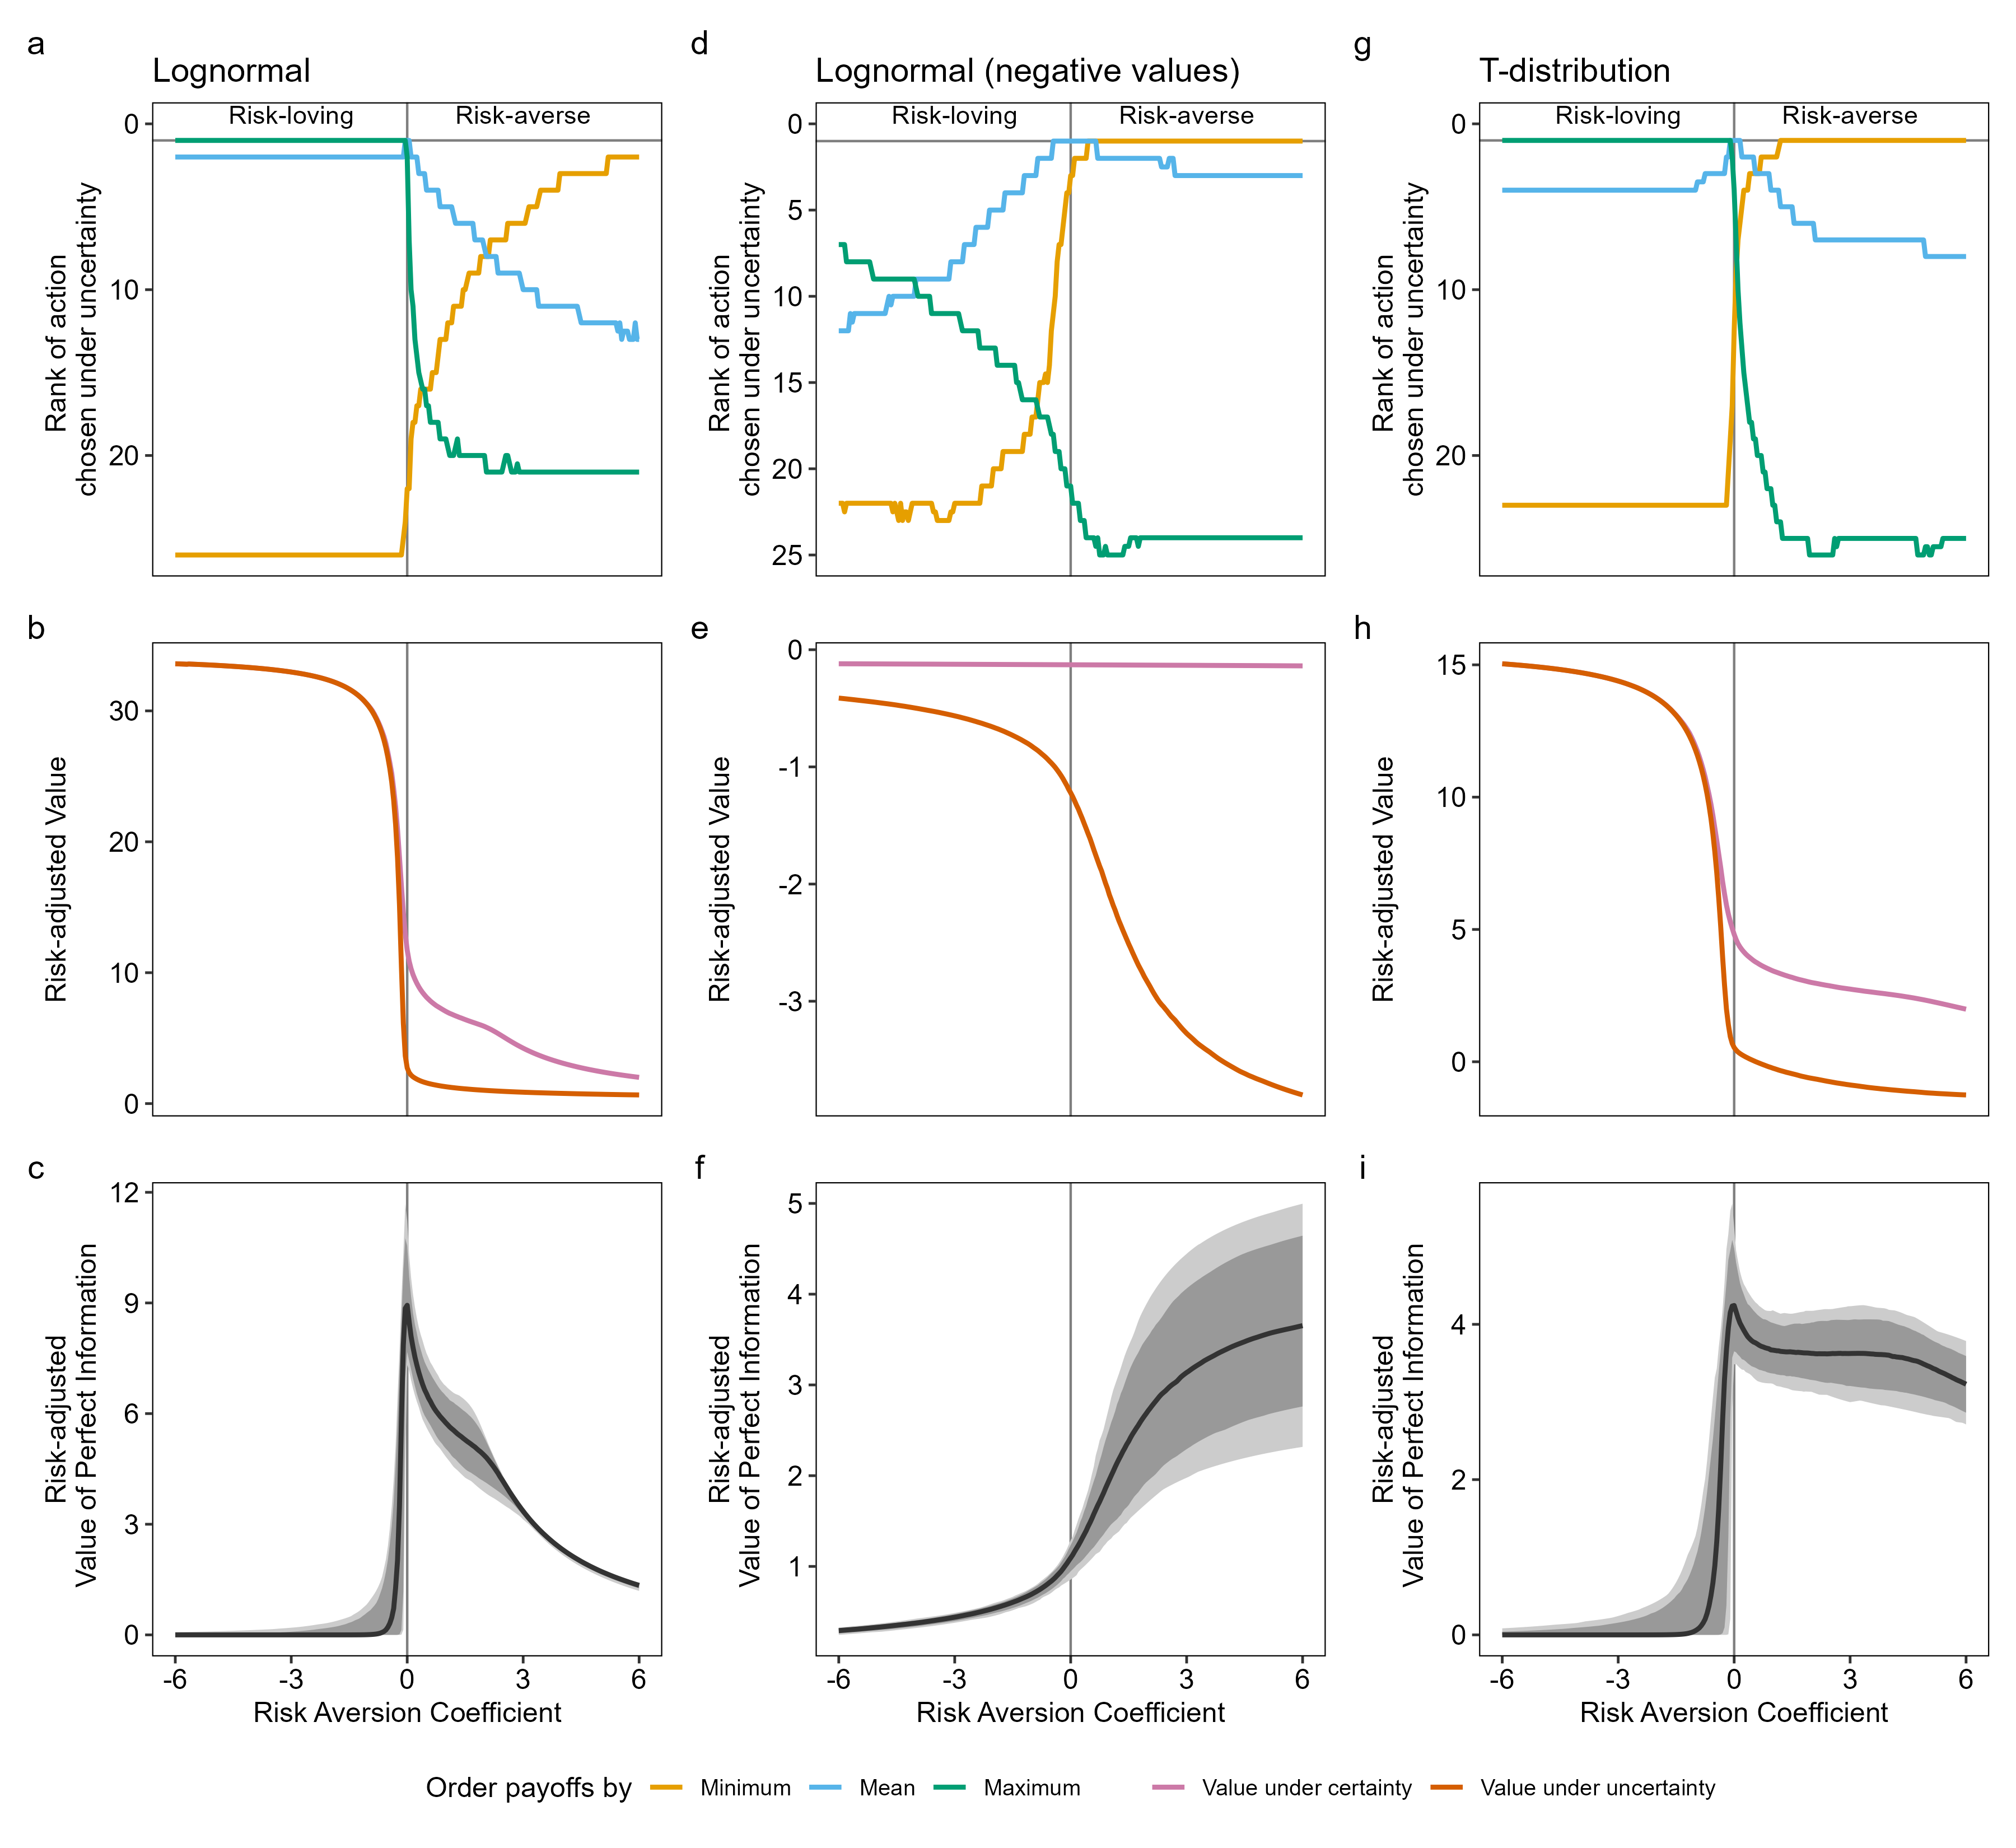 a
Lognormal
Risk-loving
Risk-averse
0
10
20
Rank of action
chosen under uncertainty
d
Lognormal (negative values)
Risk-loving
Risk-averse
0
5
10
15
20
25
Rank of action
chosen under uncertainty
g
T-distribution
Risk-loving
Risk-averse
0
10
20
Rank of action
chosen under uncertainty
b
30
20
10
0
Risk-adjusted Value
e
0
-1
-2
-3
Risk-adjusted Value
h
15
10
5
0
Risk-adjusted Value
c
12
9
6
3
0
Risk-adjusted
Value of Perfect Information
-6
-3
0
3
6
Risk Aversion Coefficient
f
5
4
3
2
1
Risk-adjusted
Value of Perfect Information
-6
-3
0
3
6
Risk Aversion Coefficient
i
4
2
0
Risk-adjusted
Value of Perfect Information
-6
-3
0
3
6
Risk Aversion Coefficient
Order payoffs by
Minimum
Mean
Maximum
Value under certainty
Value under uncertainty